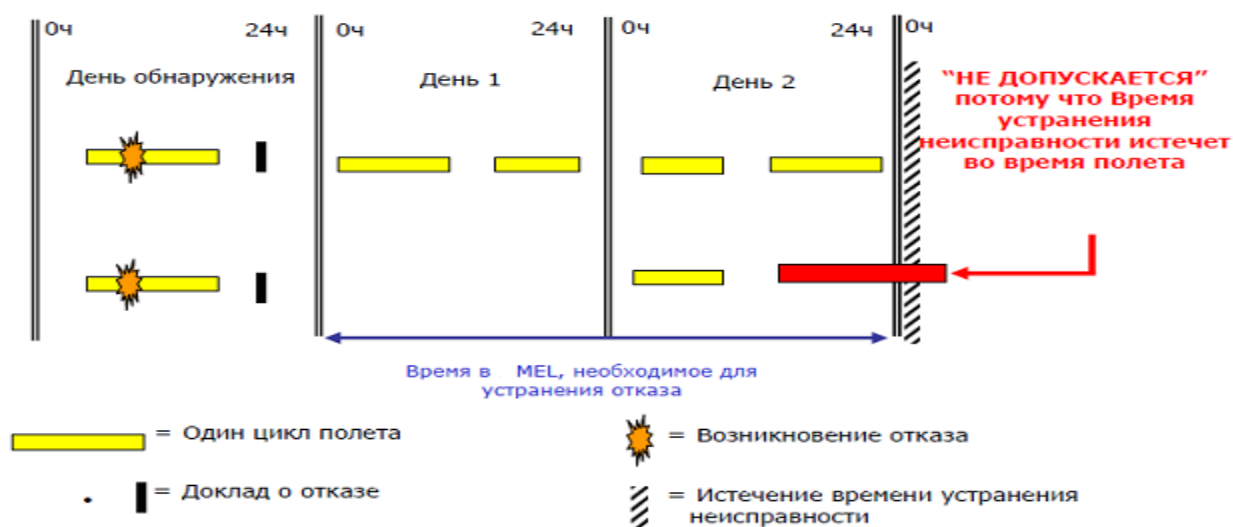 0ч 24ч 0ч 24ч 0ч 24ч 0ч
День обнаружения
День 1
День 2
“НЕ ДОПУСКАЕТСЯ”
потому что Время
устранения
неисправности истечет
во время полета
Время в MEL, необходимое для
устранения отказа
= Один цикл полета
= Возникновение отказа
= Доклад о отказе
= Истечение времени устранения
неисправности